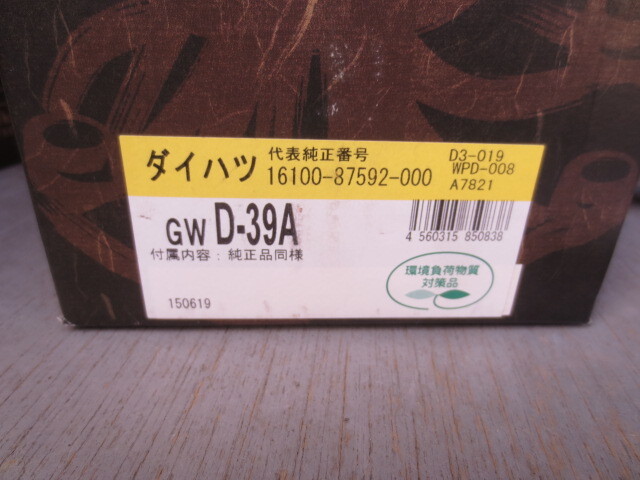 ダイハツ
代表純正番号
16100-87592-000
D3-019
WPD-008
A7821
GW D-39A
付属内容：純正品同様
4 560315 850838
環境負荷物質
対策品
150619